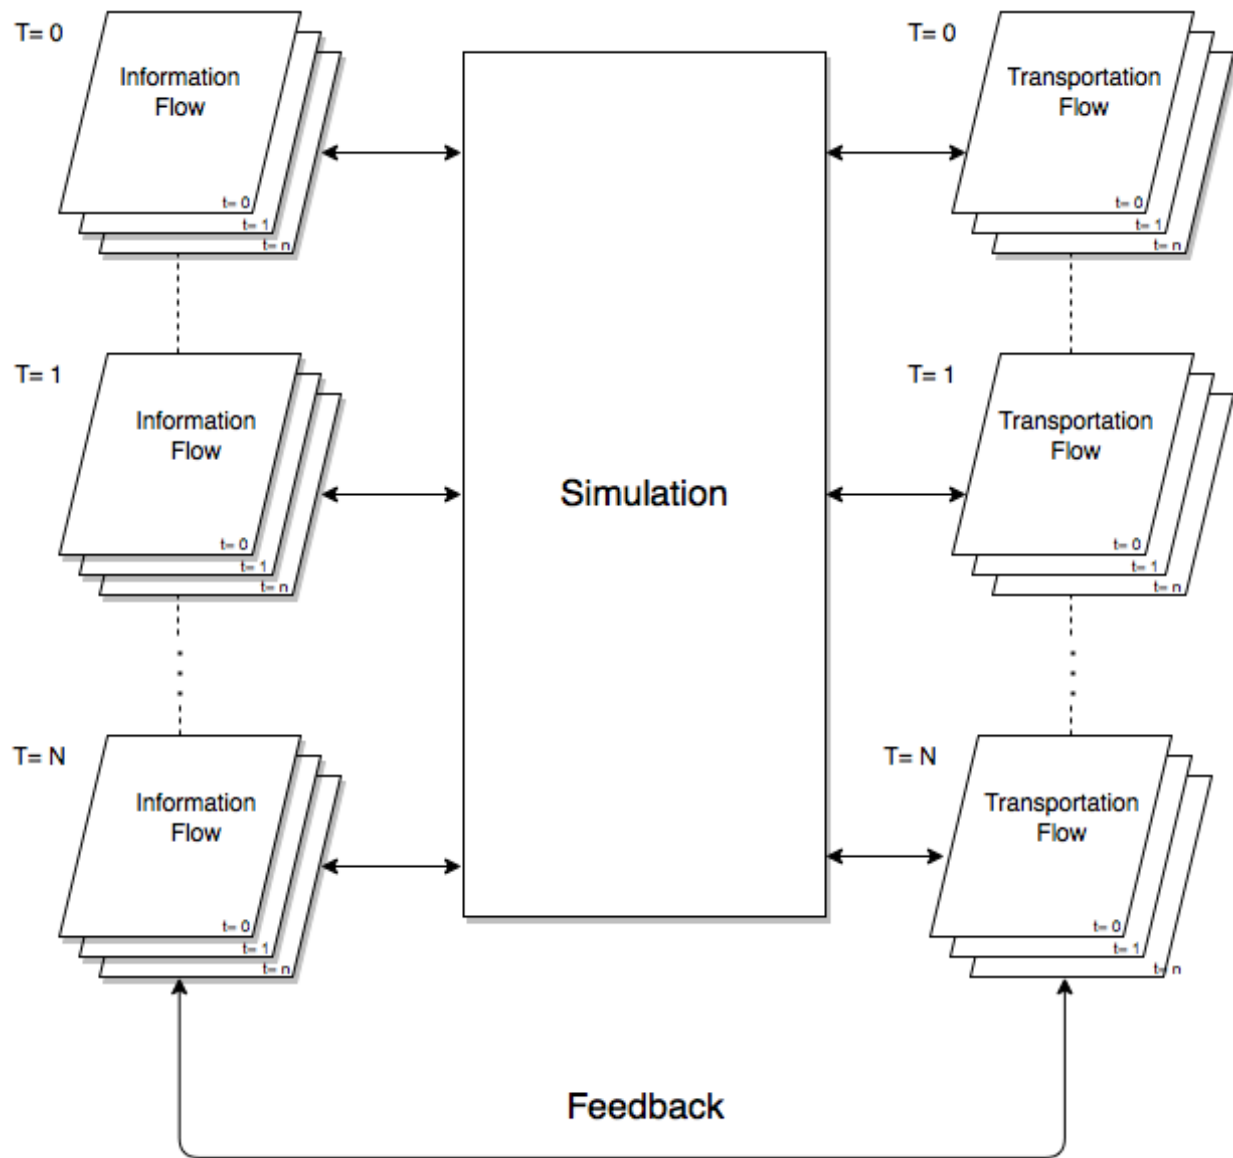 T= 0
Information
Flow
t= 0
t= 1
t= n
T= 0
Transportation
Flow
t= 0
t= 1
t= n
T= 1
Information
Flow
t= 0
t= 1
t= n
Simulation
T= 1
Transportation
Flow
t= 0
t= 1
t= n
T= N
Information
Flow
t= 0
t= 1
t= n
T= N
Transportation
Flow
t= 0
t= 1
t= n
Feedback